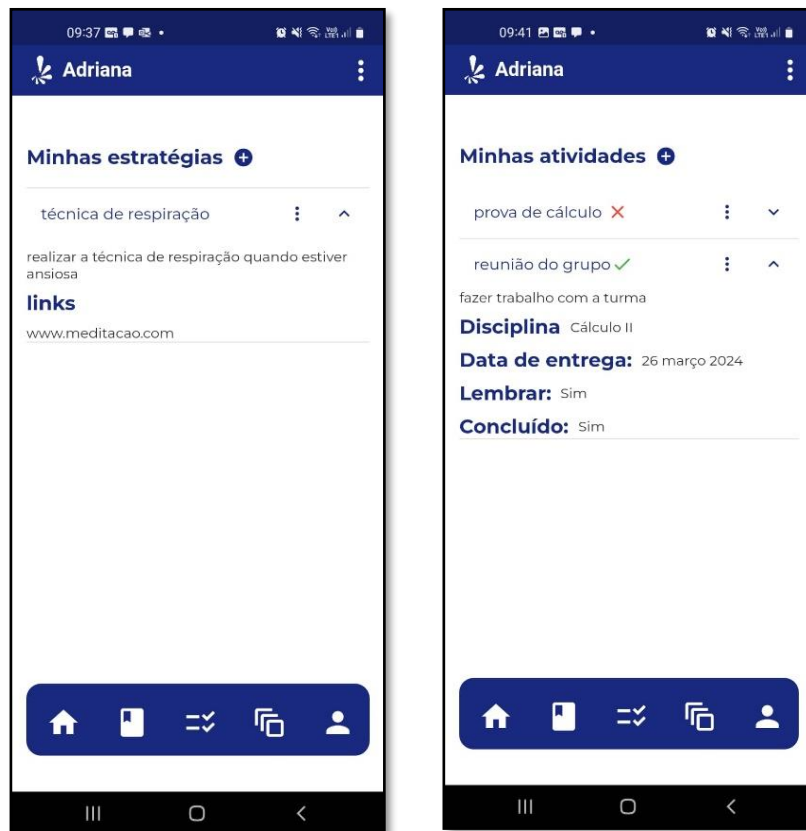 09:37
Adriana
Minhas estratégias
técnica de respiração
realizar a técnica de respiração quando estiver
ansiosa
links
www.meditacao.com
09:41
Adriana
Minhas atividades
prova de cálculo
reunião do grupo
fazer trabalho com a turma
Disciplina Cálculo II
Data de entrega: 26 março 2024
Lembrar: Sim
Concluído: Sim